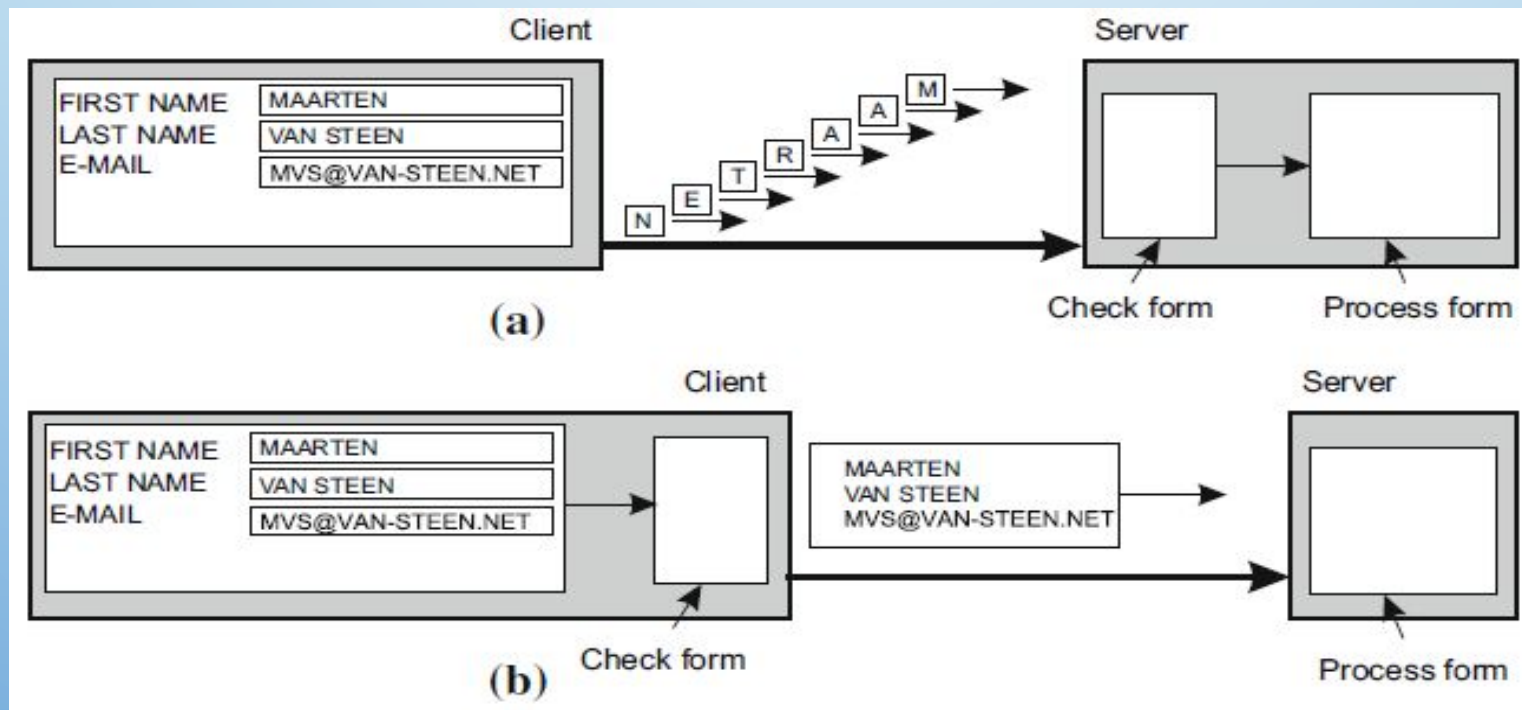 Client
Server
FIRST NAME MAARTEN
LAST NAME VAN STEEN
E-MAIL MVS@VAN-STEEN.NET
N E T R A A M
Check form
Process form
(a)
Client
Server
FIRST NAME MAARTEN
LAST NAME VAN STEEN
E-MAIL MVS@VAN-STEEN.NET
MAARTEN
VAN STEEN
MVS@VAN-STEEN.NET
Check form
Process form
(b)